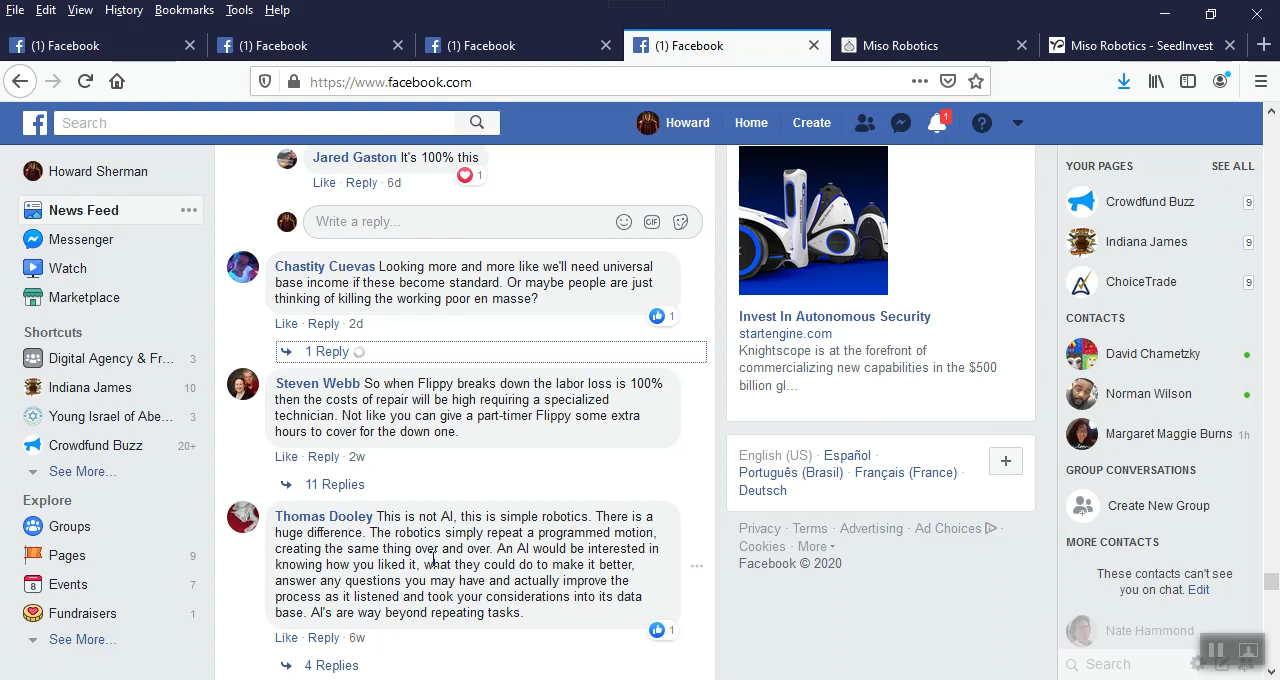 File Edit View History Bookmarks Tools Help
(1) Facebook
(1) Facebook
(1) Facebook
(1) Facebook
Miso Robotics
Miso Robotics - SeedInvest
https://www.facebook.com
Search
Howard Home Create
1
Howard Sherman
News Feed
Messenger
Watch
Marketplace
Shortcuts
Digital Agency & Fr... 3
Indiana James 10
Young Israel of Abe... 3
Crowdfund Buzz 20+
See More...
Explore
Groups
Pages 9
Events 7
Fundraisers 1
See More...
Jared Gaston It's 100% this
1
Like · Reply · 6d
Write a reply...
GIF
Chastity Cuevas Looking more and more like we'll need universal
base income if these become standard. Or maybe people are just
thinking of killing the working poor en masse?
1
Like · Reply · 2d
1 Reply
Steven Webb So when Flippy breaks down the labor loss is 100%
then the costs of repair will be high requiring a specialized
technician. Not like you can give a part-timer Flippy some extra
hours to cover for the down one.
Like · Reply · 2w
11 Replies
Thomas Dooley This is not AI, this is simple robotics. There is a
huge difference. The robotics simply repeat a programmed motion,
creating the same thing over and over. An AI would be interested in
knowing how you liked it, what they could do to make it better,
answer any questions you may have and actually improve the
process as it listened and took your considerations into its data
base. AI's are way beyond repeating tasks.
1
Like · Reply · 6w
4 Replies
Invest In Autonomous Security
startengine.com
Knightscope is at the forefront of
commercializing new capabilities in the $500
billion gl...
English (US) · Español ·
Português (Brasil) · Français (France) ·
Deutsch
Privacy · Terms · Advertising · Ad Choices ·
Cookies · More
Facebook © 2020
YOUR PAGES SEE ALL
Crowdfund Buzz 9
Indiana James 9
ChoiceTrade 9
CONTACTS
David Chametzky
Norman Wilson
Margaret Maggie Burns 1h
GROUP CONVERSATIONS
Create New Group
MORE CONTACTS
These contacts can't see
you on chat. Edit
Nate Hammond
Search